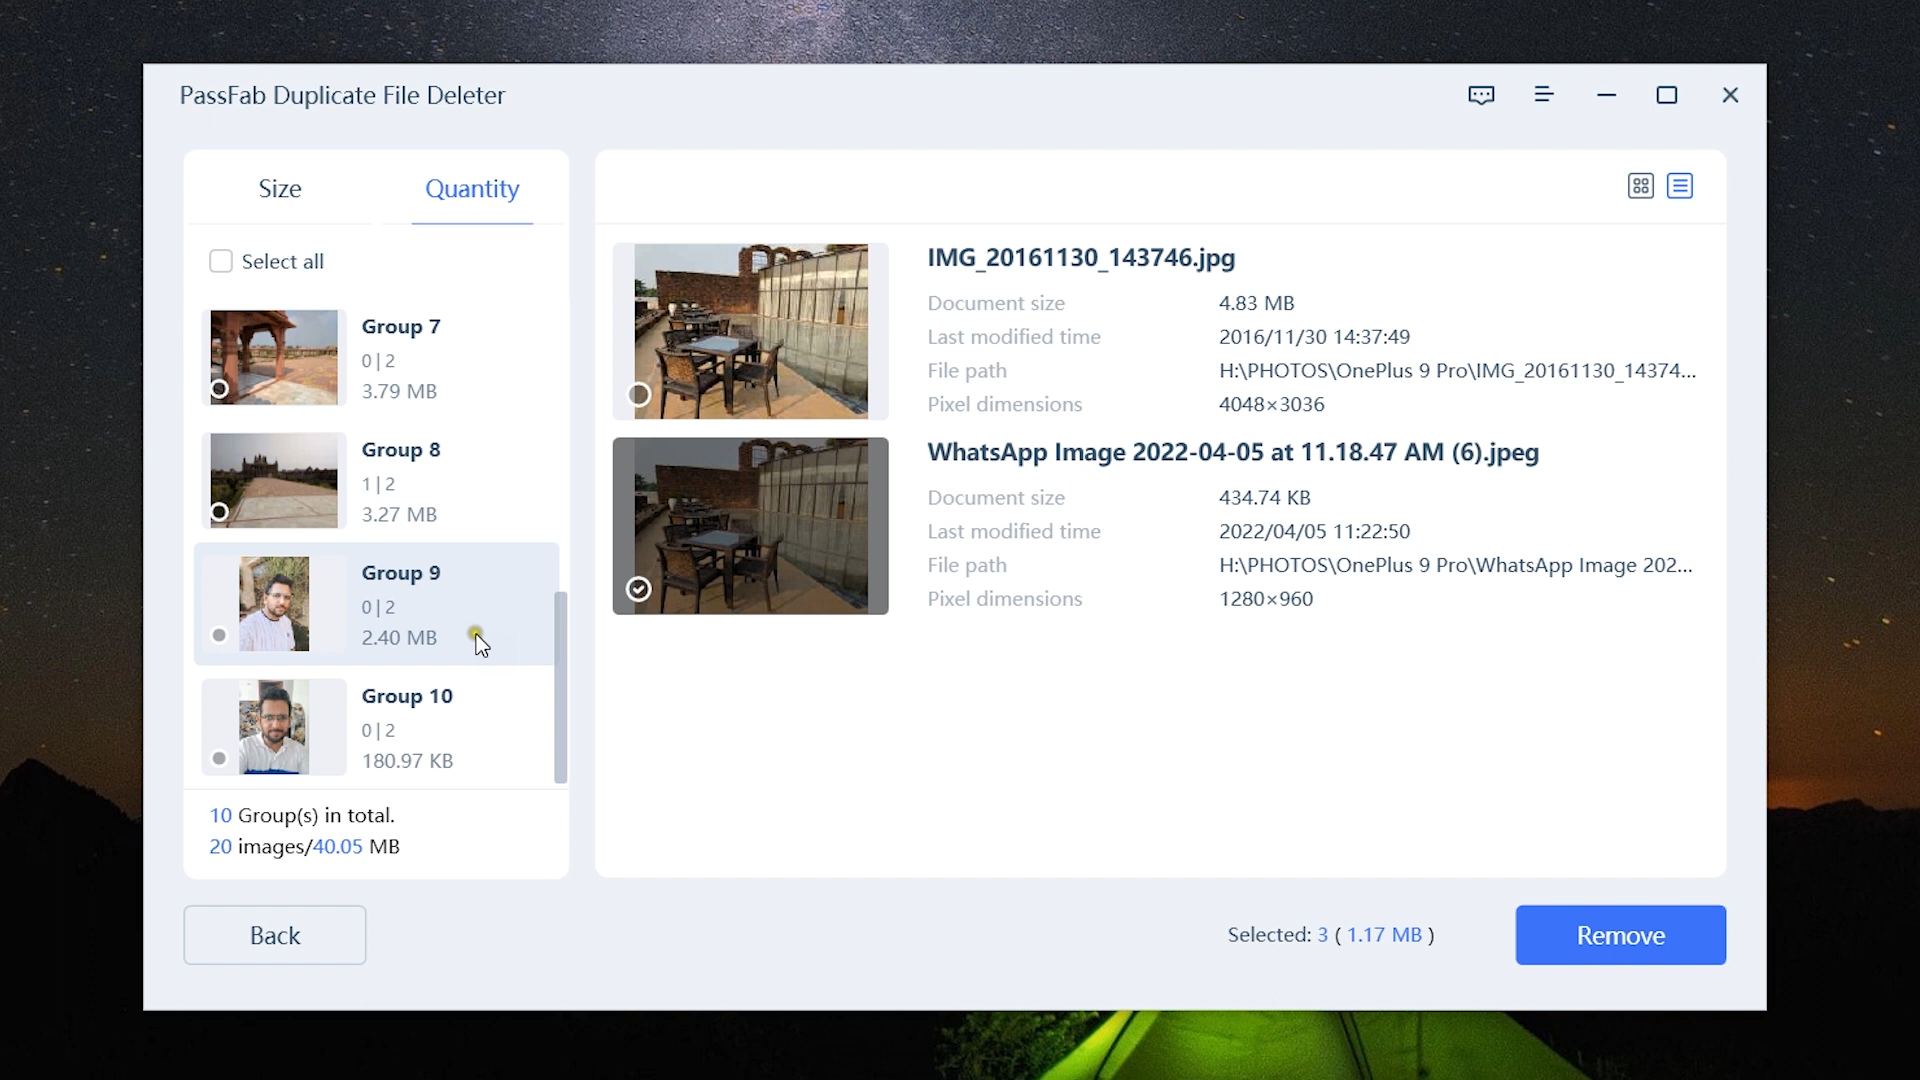 PassFab Duplicate File Deleter
Size
Quantity
Select all
Group 7
0|2
3.79 MB
Group 8
1|2
3.27 MB
Group 9
0|2
2.40 MB
Group 10
0|2
180.97 KB
10 Group(s) in total.
20 images/40.05 MB
IMG_20161130_143746.jpg
Document size 4.83 MB
Last modified time 2016/11/30 14:37:49
File path H:\PHOTOS\OnePlus 9 Pro\IMG_20161130_14374...
Pixel dimensions 4048×3036
WhatsApp Image 2022-04-05 at 11.18.47 AM (6).jpeg
Document size 434.74 KB
Last modified time 2022/04/05 11:22:50
File path H:\PHOTOS\OnePlus 9 Pro\WhatsApp Image 202...
Pixel dimensions 1280×960
Back
Selected: 3 ( 1.17 MB )
Remove